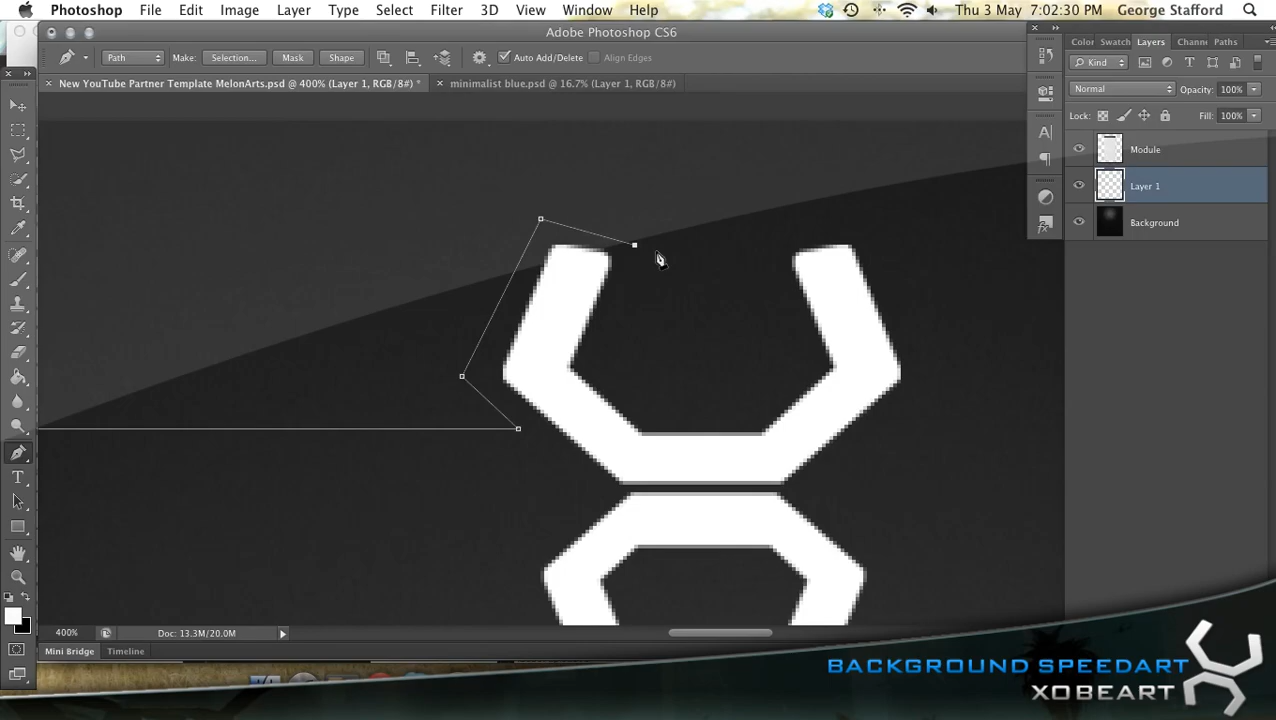 Photoshop File Edit Image Layer Type Select Filter 3D View Window Help Thu 3 May 7:02:30 PM George Stafford
Adobe Photoshop CS6
Path Make: Selection... Mask Shape Auto Add/Delete Align Edges
New YouTube Partner Template MelonArts.psd @ 400% (Layer 1, RGB/8#) * minimalist blue.psd @ 16.7% (Layer 1, RGB/8#)
Color Swatch Layers Channe Paths
Kind
Normal Opacity: 100%
Lock: Fill: 100%
Module
Layer 1
Background
400% Doc: 13.3M/20.0M
Mini Bridge Timeline
BACKGROUND SPEEDART
XOBEART